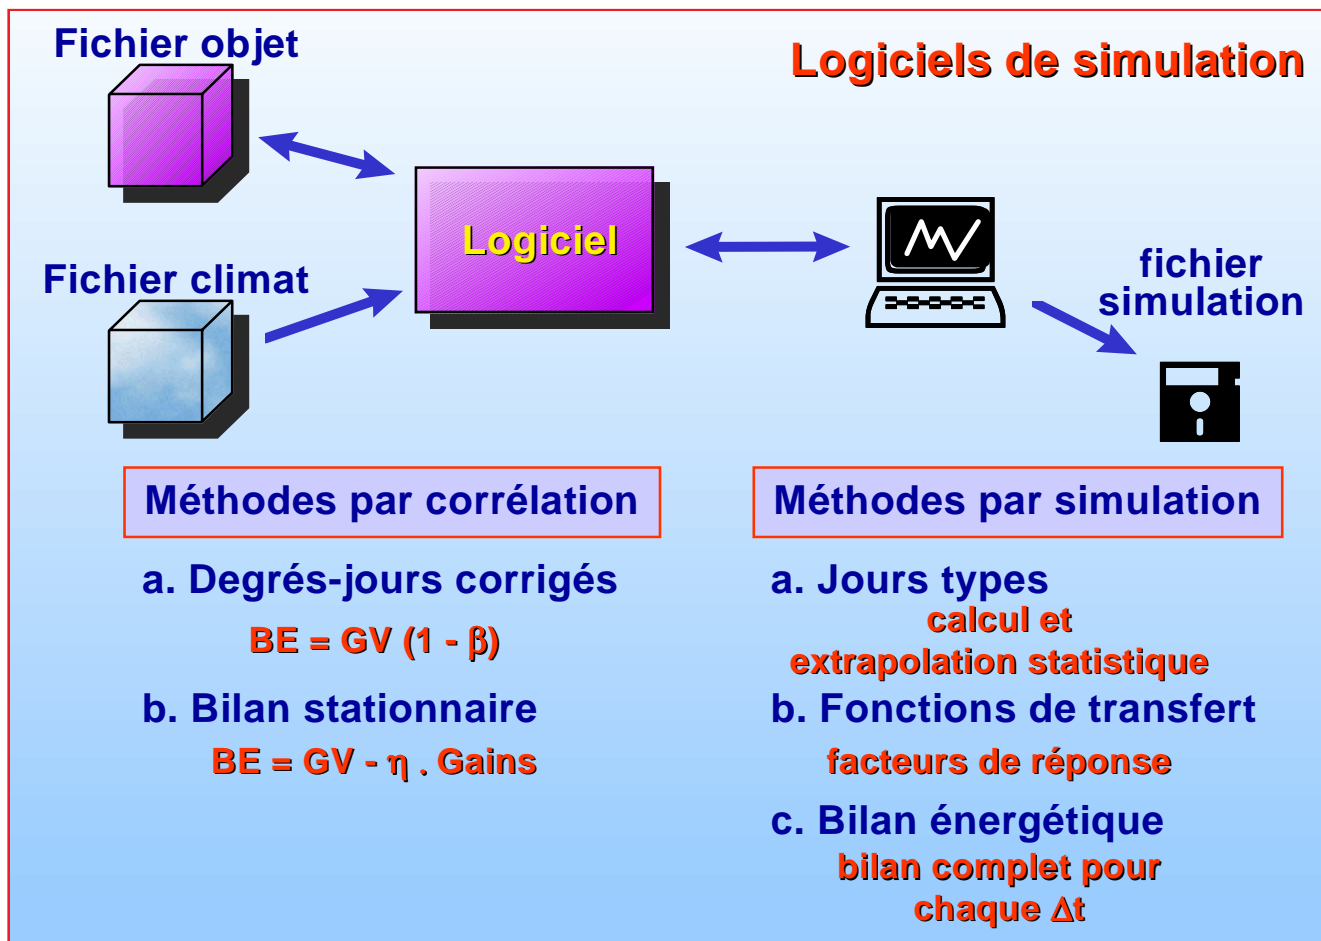 Fichier objet
Logiciels de simulation
Logiciel
Fichier climat
fichier
simulation
Méthodes par corrélation
a. Degrés-jours corrigés
BE = GV (1 - β)
b. Bilan stationnaire
BE = GV - η . Gains
Méthodes par simulation
a. Jours types
calcul et
extrapolation statistique
b. Fonctions de transfert
facteurs de réponse
c. Bilan énergétique
bilan complet pour
chaque Δt